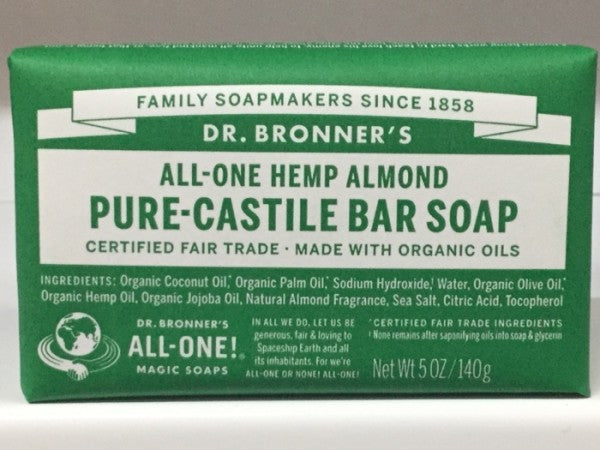 FAMILY SOAPMAKERS SINCE 1858
DR. BRONNER'S
ALL-ONE HEMP ALMOND
PURE-CASTILE BAR SOAP
CERTIFIED FAIR TRADE · MADE WITH ORGANIC OILS
INGREDIENTS: Organic Coconut Oil,* Organic Palm Oil,* Sodium Hydroxide,† Water, Organic Olive Oil,*
Organic Hemp Oil, Organic Jojoba Oil, Natural Almond Fragrance, Sea Salt, Citric Acid, Tocopherol
DR. BRONNER'S
ALL-ONE!®
MAGIC SOAPS
IN ALL WE DO, LET US BE
generous, fair & loving to
Spaceship Earth and all
its inhabitants. For we're
ALL-ONE OR NONE! ALL-ONE!
*CERTIFIED FAIR TRADE INGREDIENTS
† None remains after saponifying oils into soap & glycerin
Net Wt 5 OZ/140g